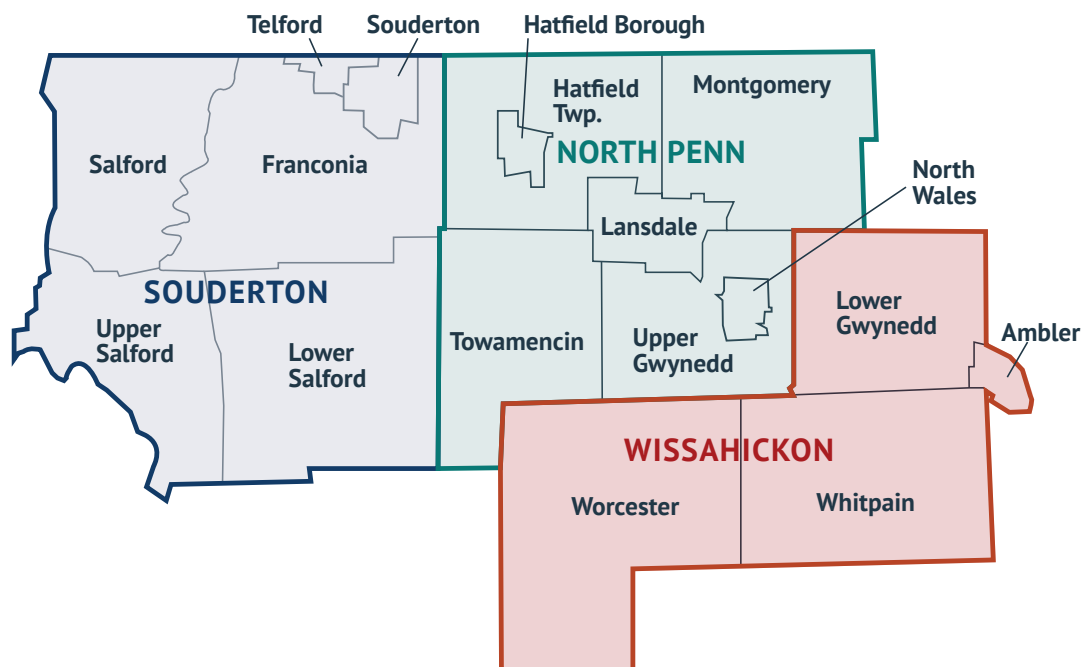 Telford
Souderton
Hatfield Borough
Hatfield
Twp.
Montgomery
Salford
Franconia
NORTH PENN
North
Wales
Lansdale
SOUDERTON
Upper
Salford
Lower
Salford
Towamencin
Upper
Gwynedd
Lower
Gwynedd
Ambler
WISSAHICKON
Worcester
Whitpain